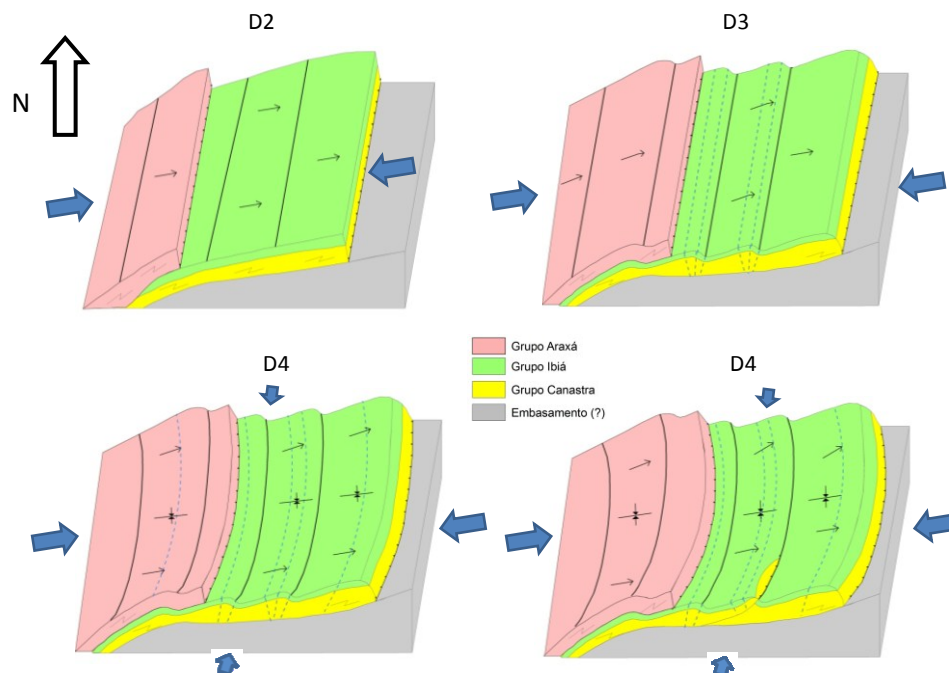 D2
D3
N
D4
D4
Grupo Araxá
Grupo Ibiá
Grupo Canastra
Embasamento (?)